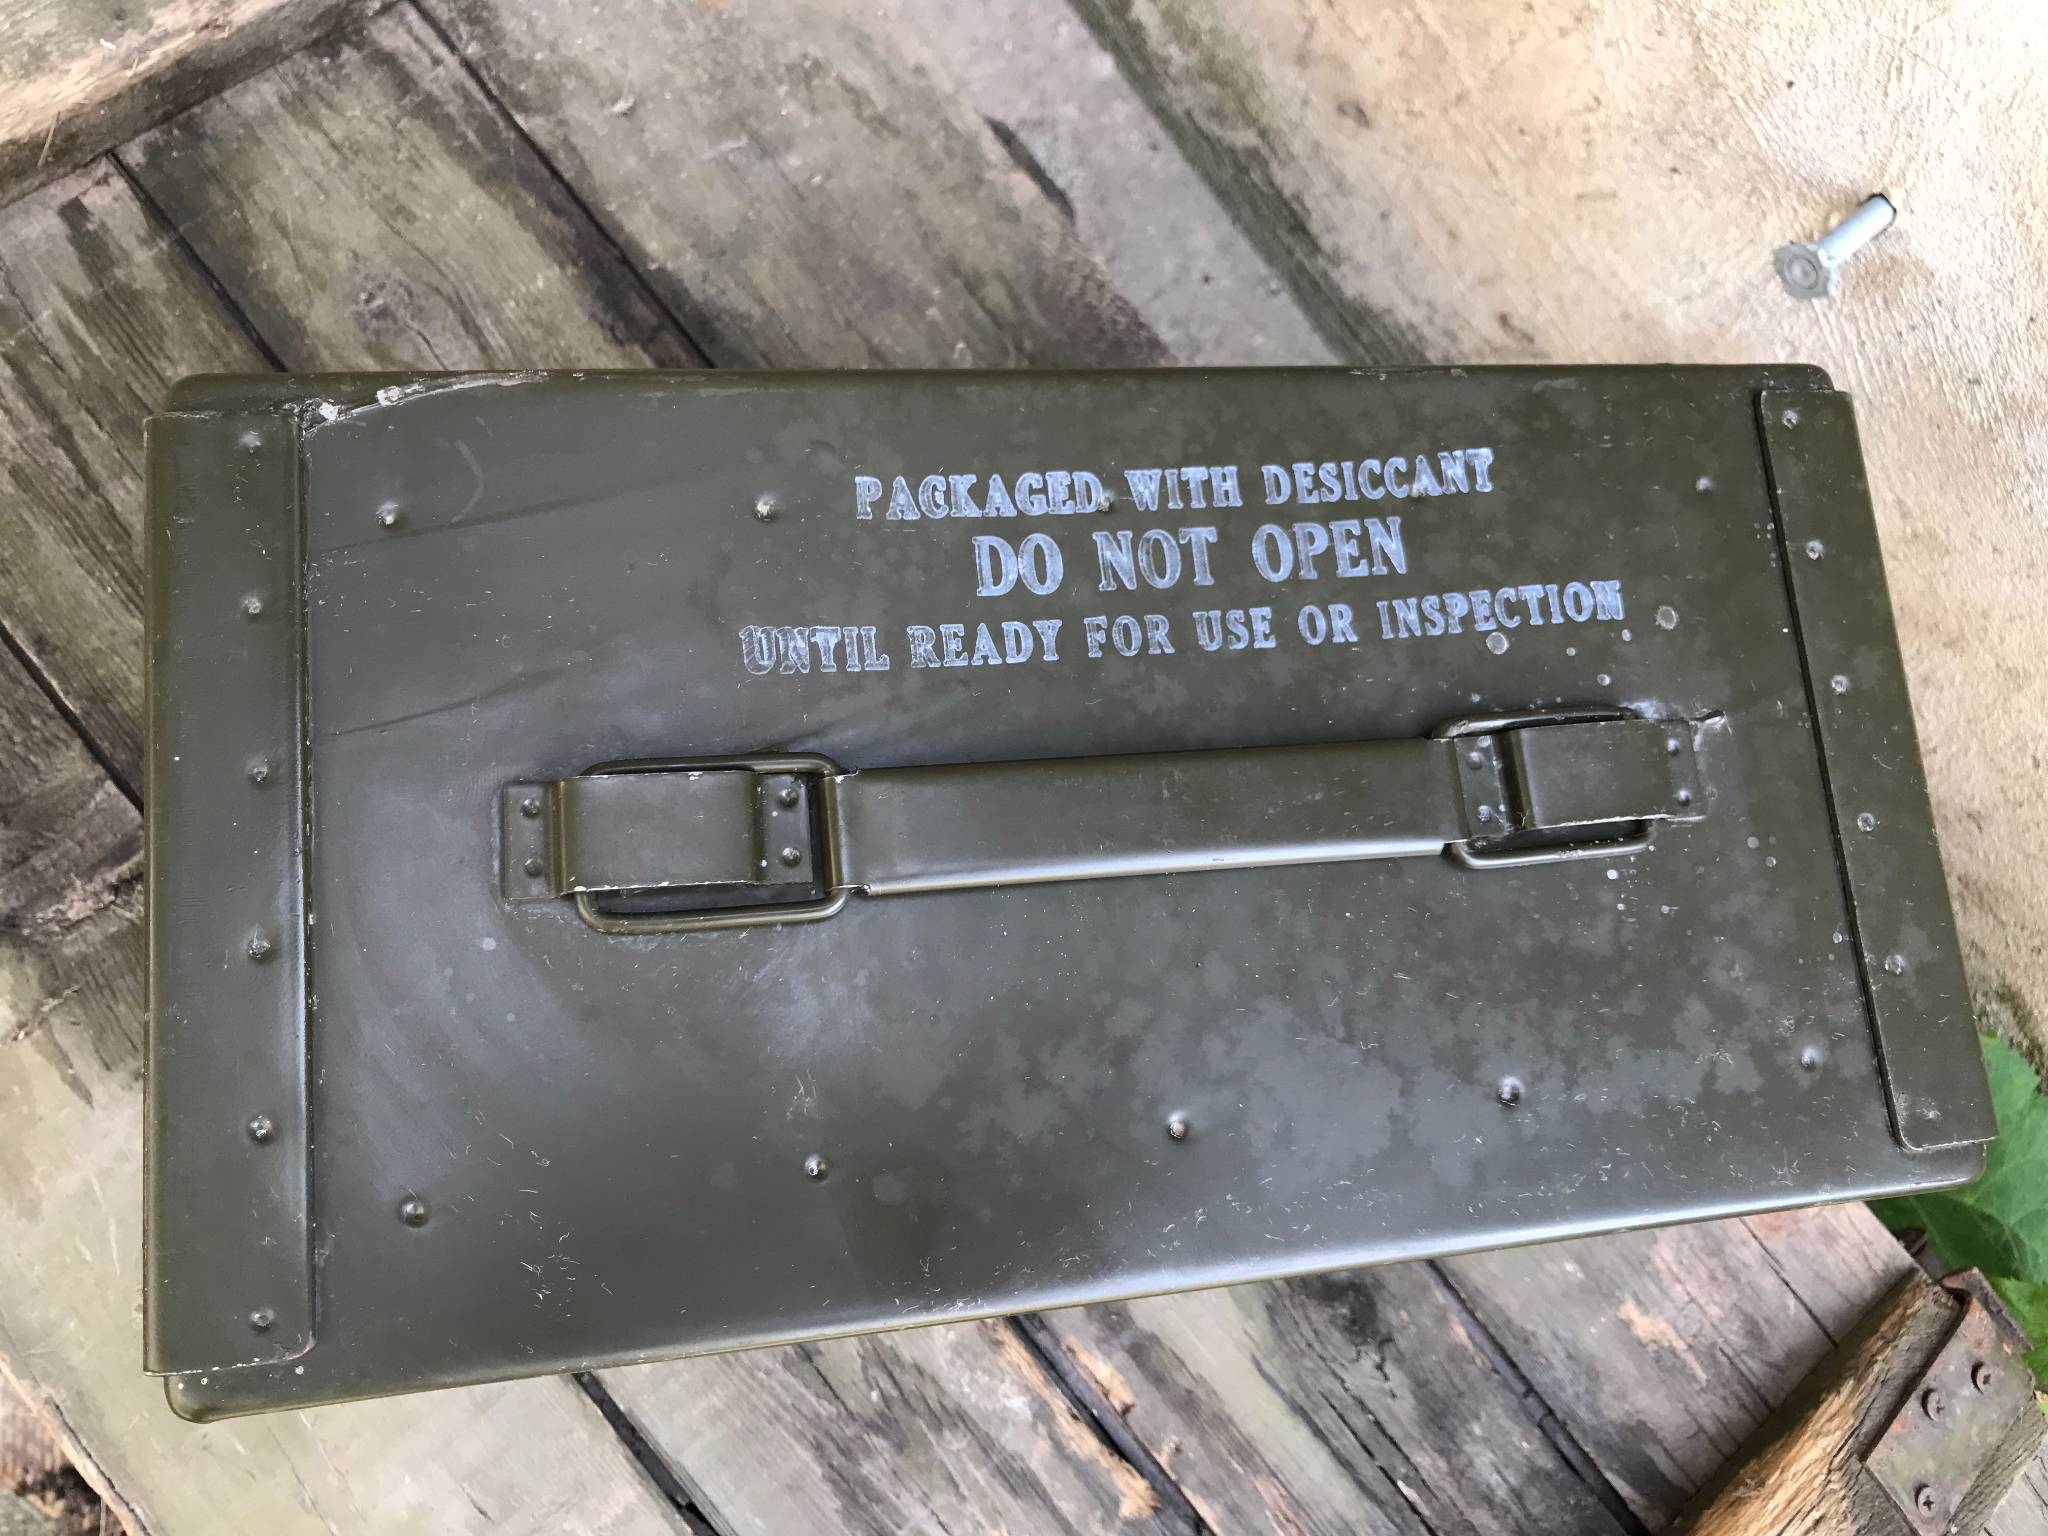 PACKAGED WITH DESICCANT
DO NOT OPEN
UNTIL READY FOR USE OR INSPECTION